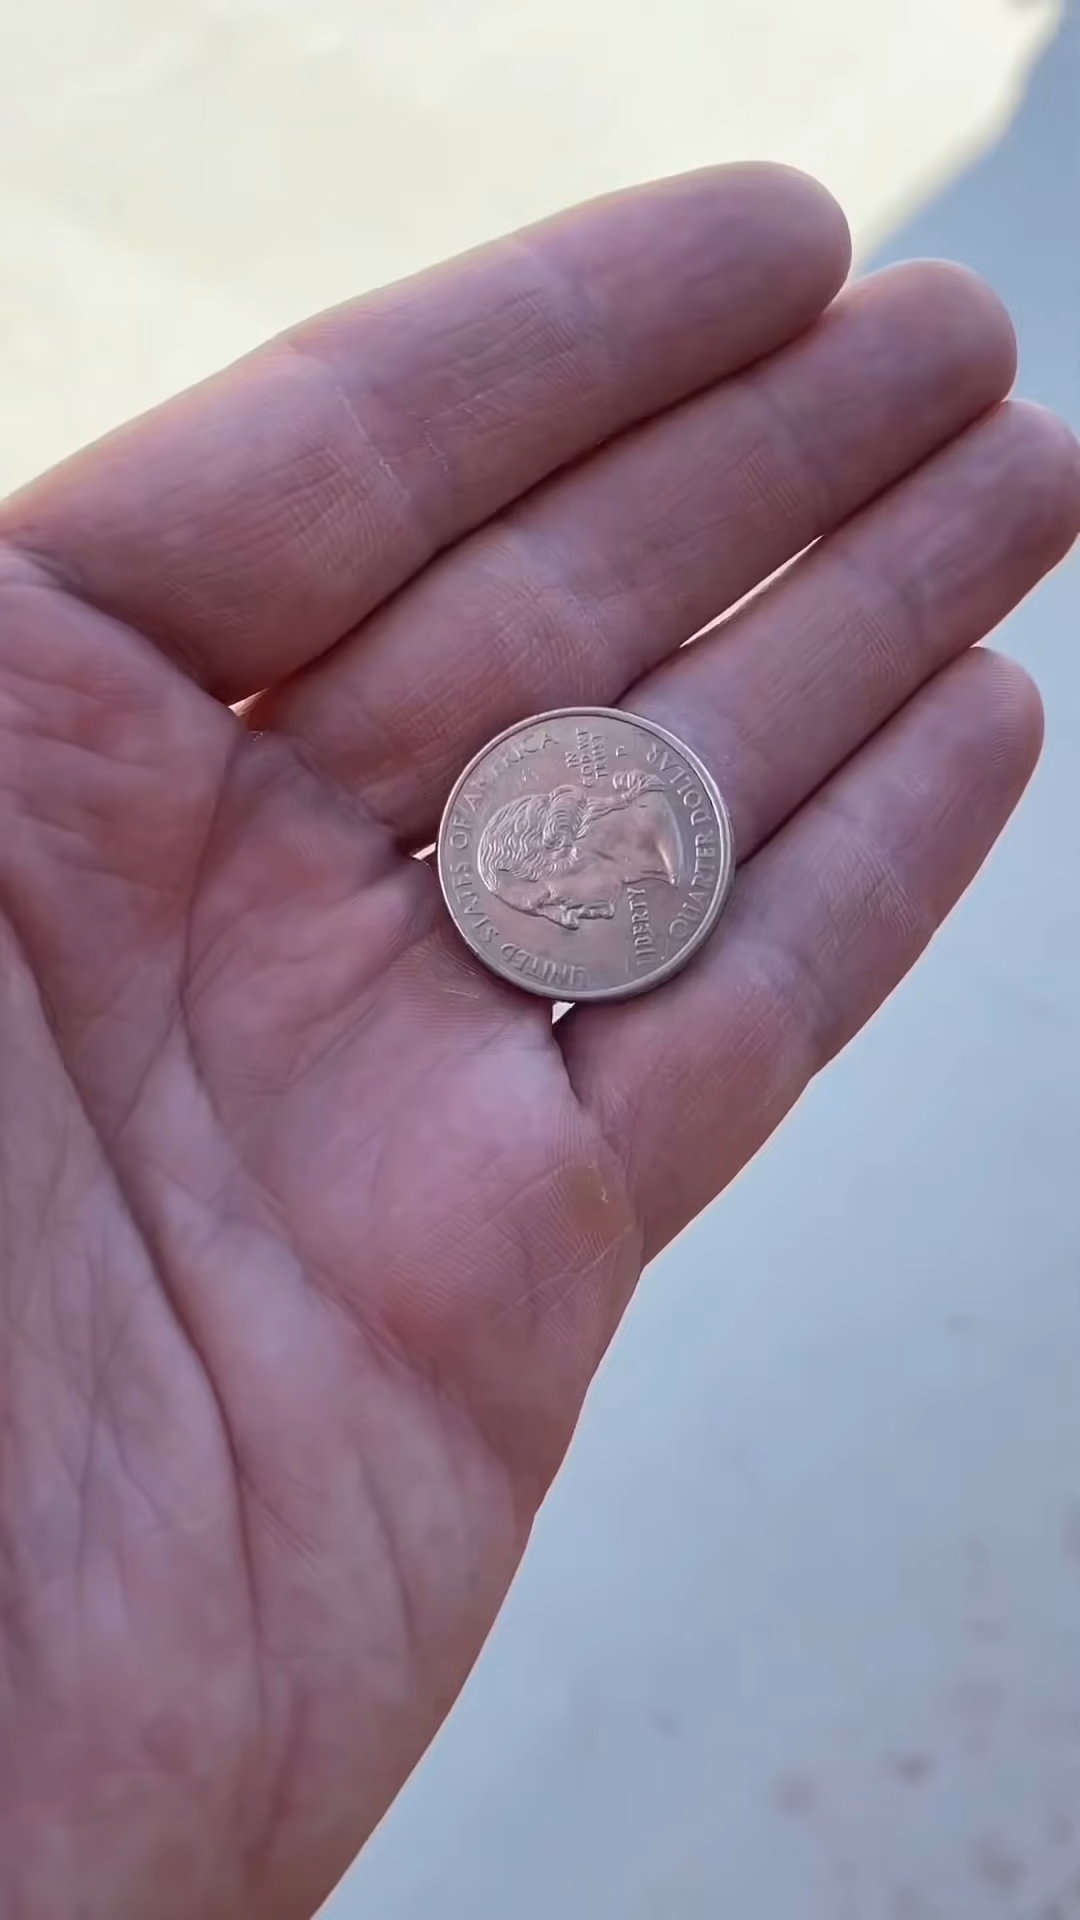 UNITED STATES OF AMERICA
LIBERTY
IN
GOD WE
TRUST
P
QUARTER DOLLAR